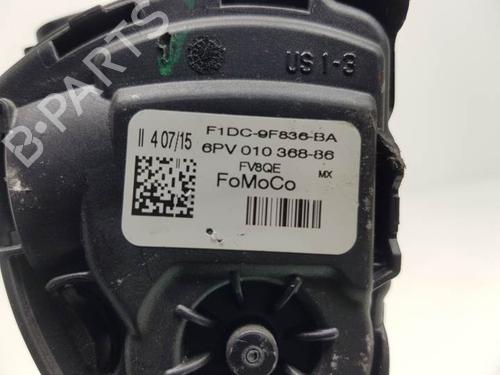 US 1-3
II 4 07/15
F1DC-9F836-BA
6PV 010 368-86
FV8QE
MX
FoMoCo
B-PARTS